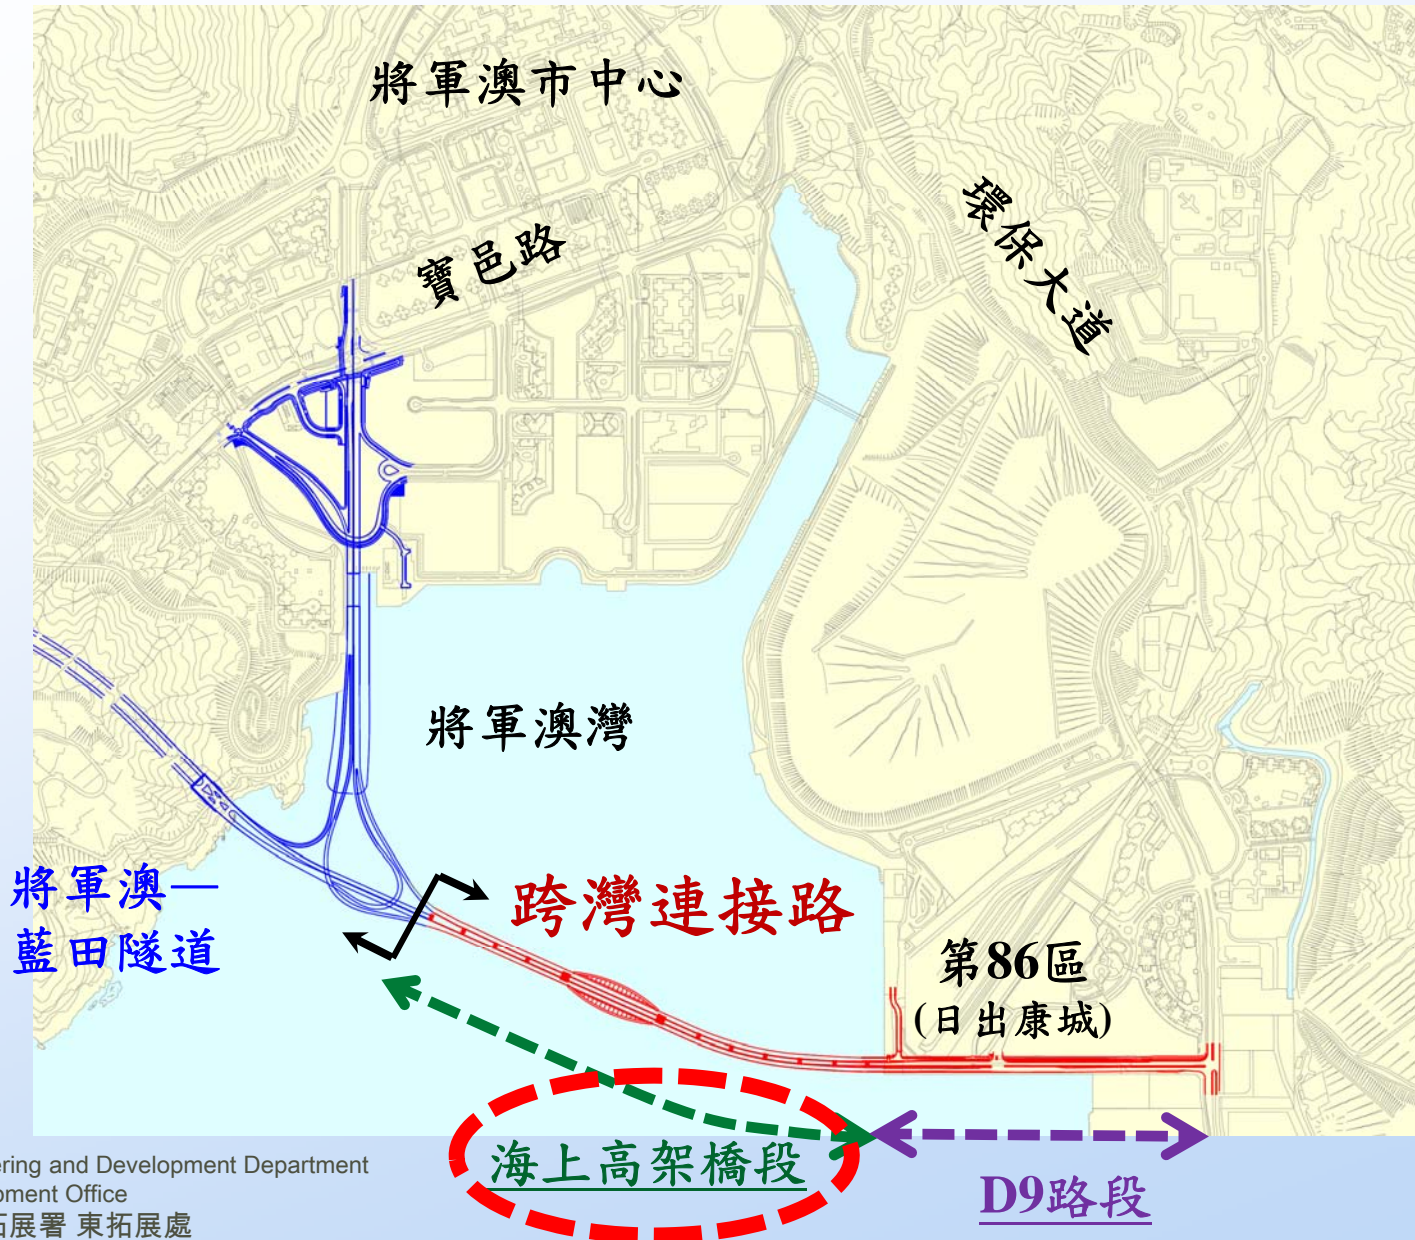 將軍澳市中心
寶邑路
環保大道
將軍澳灣
將軍澳—
藍田隧道
跨灣連接路
第86區
(日出康城)
海上高架橋段
D9路段
ering and Development Department
pment Office
拓展署 東拓展處